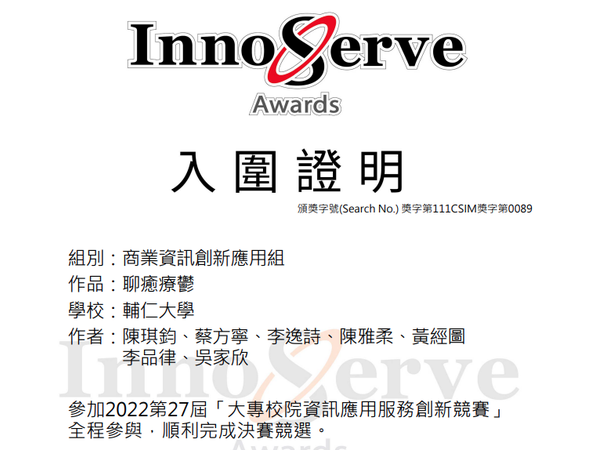 InnoServe
Awards
入圍證明
頒獎字號(Search No.) 獎字第111CSIM獎字第0089
組別：商業資訊創新應用組
作品：聊癒療鬱
學校：輔仁大學
作者：陳琪鈞、蔡方寧、李逸詩、陳雅柔、黃經圖
李品律、吳家欣
InnoServe
參加2022第27屆「大專校院資訊應用服務創新競賽」
全程參與，順利完成決賽競選。
Awards